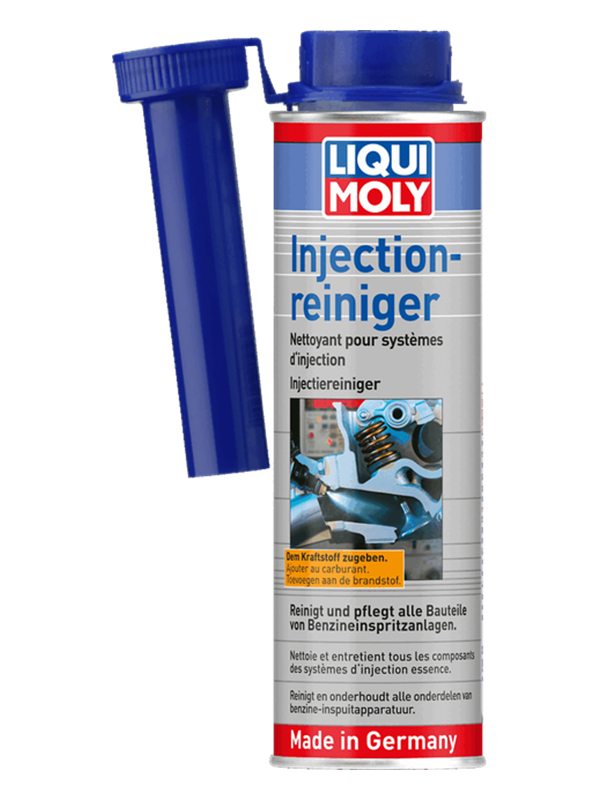 LIQUI
MOLY
Injection-
reiniger
Nettoyant pour systèmes
d'injection
Injectiereiniger
Dem Kraftstoff zugeben.
Ajouter au carburant.
Toevoegen aan de brandstof.
Reinigt und pflegt alle Bauteile
von Benzineinspritzanlagen.
Nettoie et entretient tous les composants
des systèmes d'injection essence.
Reinigt en onderhoudt alle onderdelen van
benzine-inspuitapparatuur.
Made in Germany